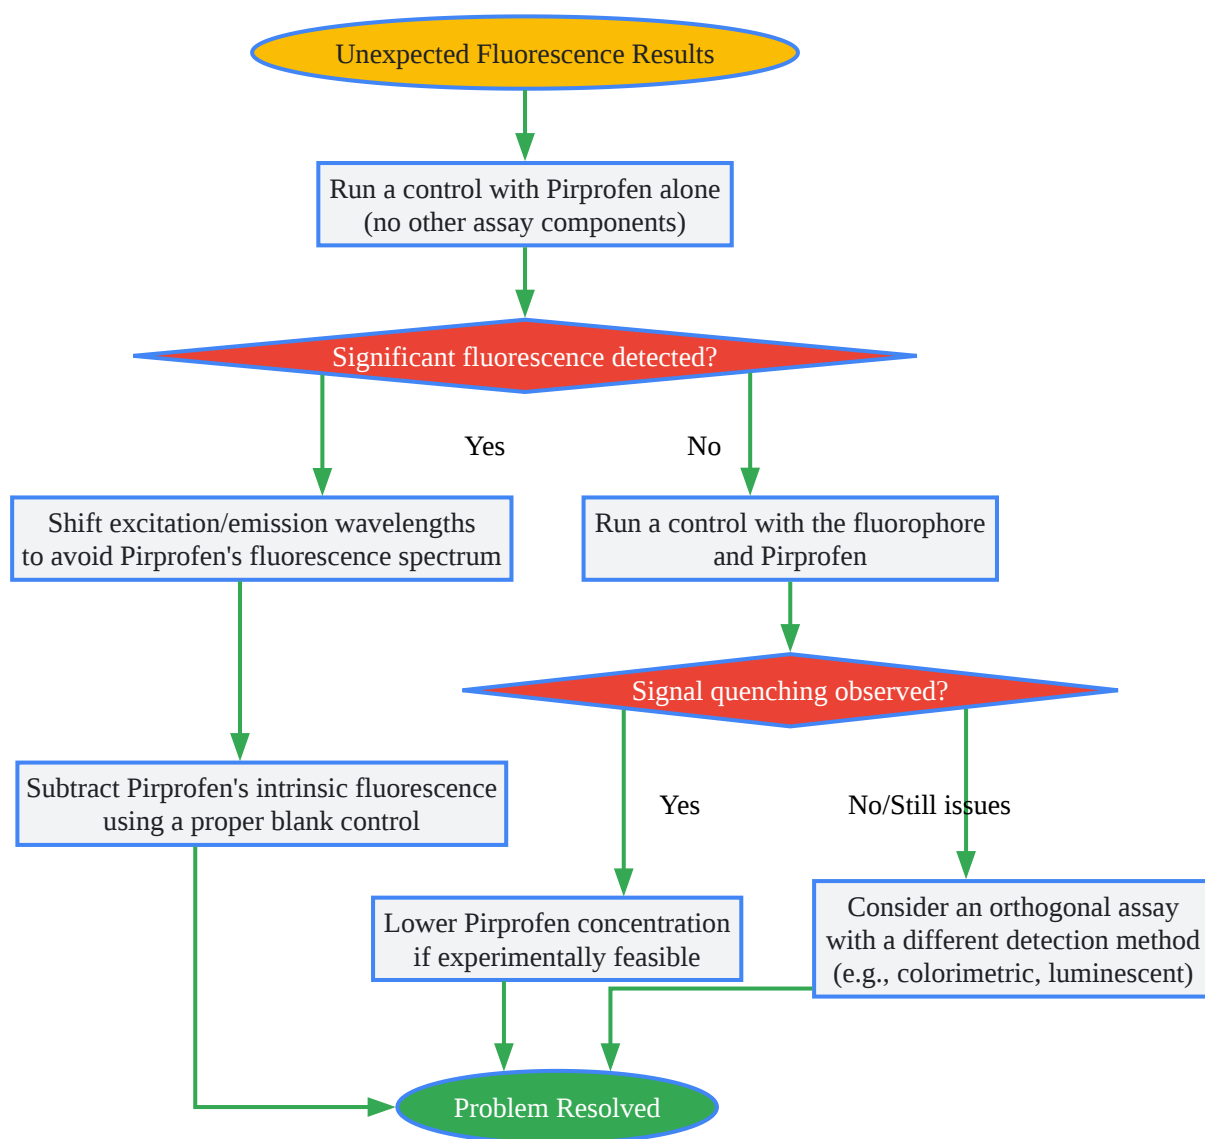 Unexpected Fluorescence Results
Run a control with Pirprofen alone
(no other assay components)
Significant fluorescence detected?
Yes
No
Shift excitation/emission wavelengths
to avoid Pirprofen's fluorescence spectrum
Run a control with the fluorophore
and Pirprofen
Signal quenching observed?
Subtract Pirprofen's intrinsic fluorescence
using a proper blank control
Yes
No/Still issues
Lower Pirprofen concentration
if experimentally feasible
Consider an orthogonal assay
with a different detection method
(e.g., colorimetric, luminescent)
Problem Resolved